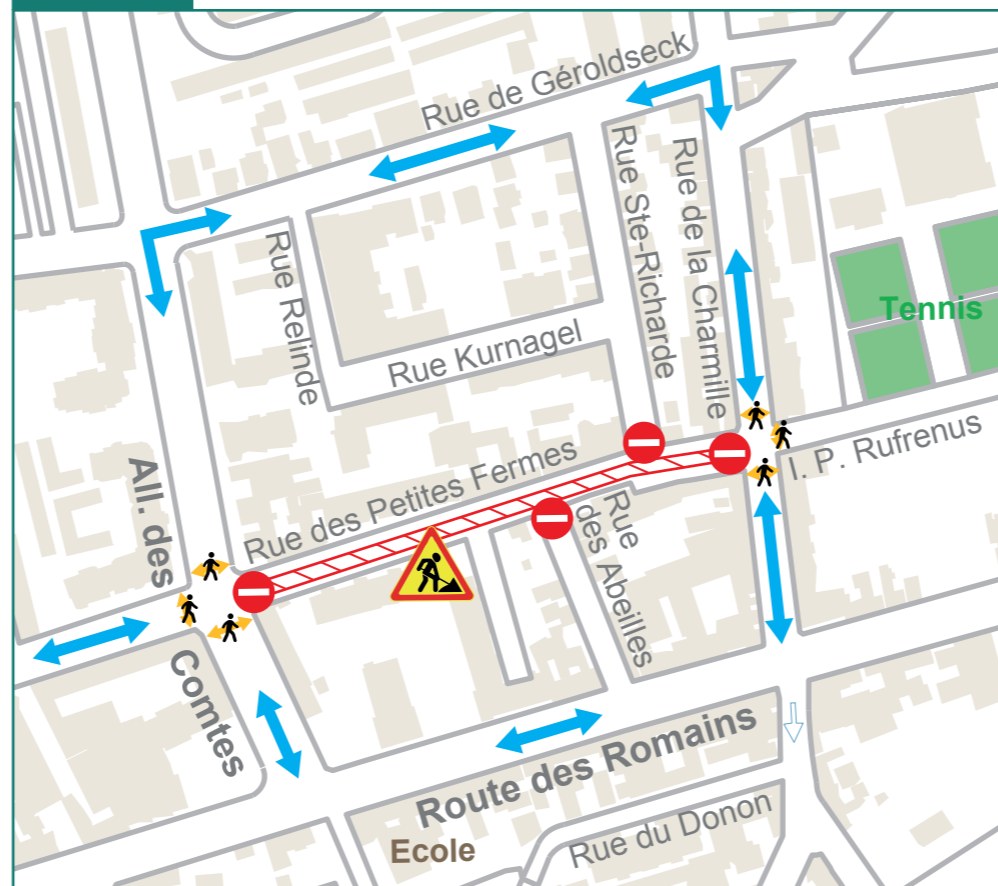 Rue de Géroldseck
Rue Ste-Richarde
Rue de la Charmille
Rue Relinde
Tennis
Rue Kurnagel
I. P. Rufrenus
Rue des Petites Fermes
All. des
Comtes
Rue
des Abeilles
Route des Romains
Rue du Donon
Ecole